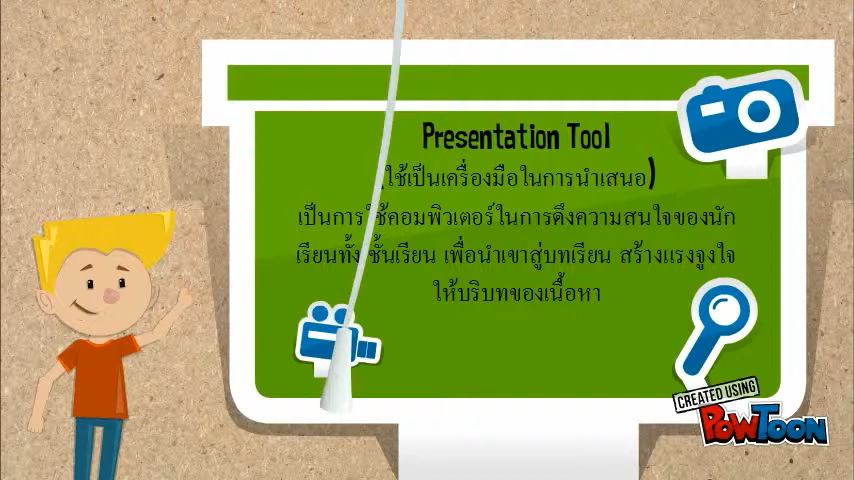 Presentation Tool
(ใช้เป็นเครื่องมือในการนำเสนอ)
เป็นการใช้คอมพิวเตอร์ในการดึงความสนใจของนัก
เรียนทั้งชั้นเรียน เพื่อนำเขาสู่บทเรียน สร้างแรงจูงใจ
ให้บริบทของเนื้อหา
CREATED USING
POWTOON